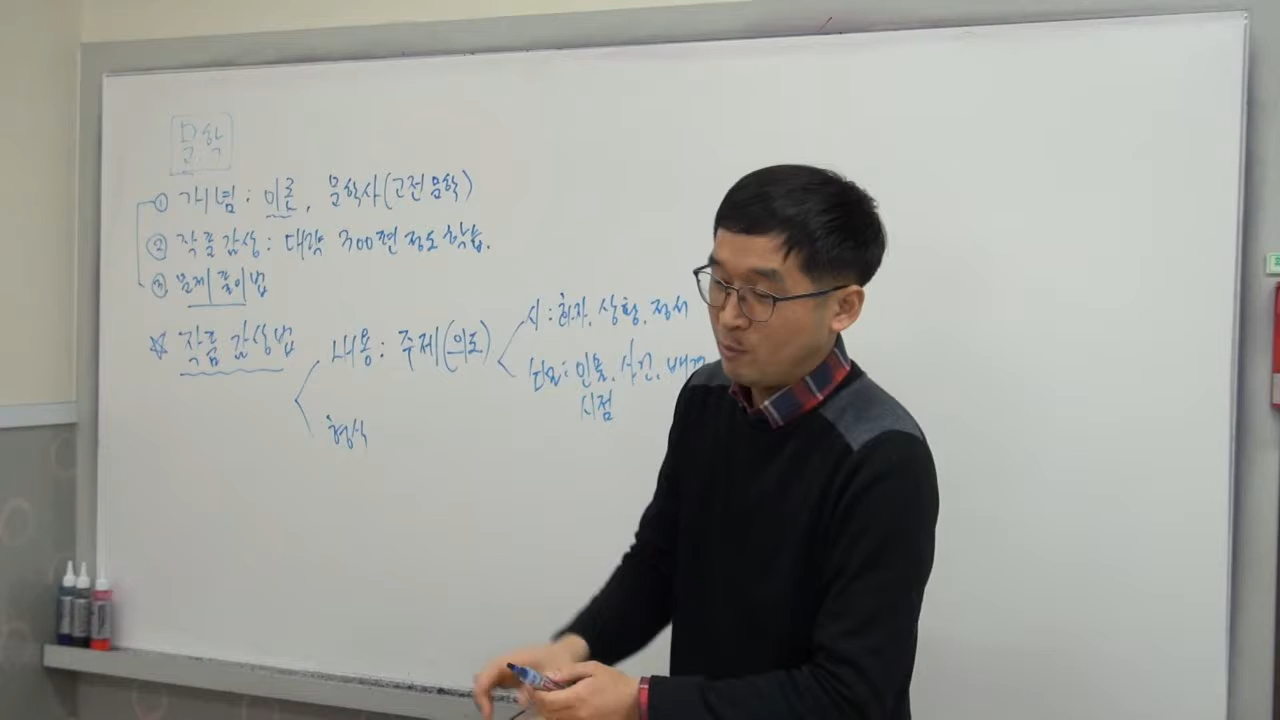 문학
① 개념 : 이론, 문학사(고전문학)
② 작품감상 : 대략 300편 정도 학습.
③ 문제풀이법
☆ 작품 감상법
내용 : 주제(의도)
시 : 화자, 상황, 정서
소설 : 인물, 사건, 배경
시점
형식